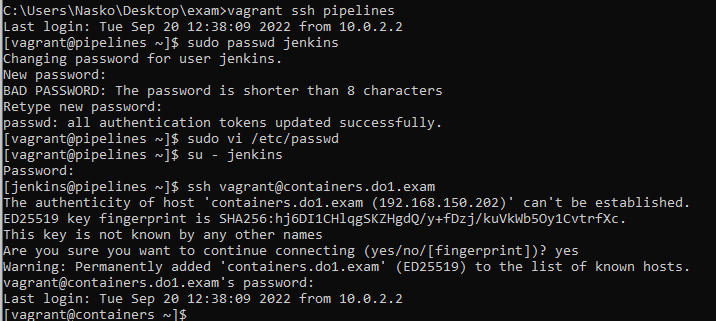 C:\Users\Nasko\Desktop\exam>vagrant ssh pipelines
Last login: Tue Sep 20 12:38:09 2022 from 10.0.2.2
[vagrant@pipelines ~]$ sudo passwd jenkins
Changing password for user jenkins.
New password:
BAD PASSWORD: The password is shorter than 8 characters
Retype new password:
passwd: all authentication tokens updated successfully.
[vagrant@pipelines ~]$ sudo vi /etc/passwd
[vagrant@pipelines ~]$ su - jenkins
Password:
[jenkins@pipelines ~]$ ssh vagrant@containers.do1.exam
The authenticity of host 'containers.do1.exam (192.168.150.202)' can't be established.
ED25519 key fingerprint is SHA256:hj6DI1CHlqgSKZHgdQ/y+fDzj/kuVkWb5Oy1CvtrfXc.
This key is not known by any other names
Are you sure you want to continue connecting (yes/no/[fingerprint])? yes
Warning: Permanently added 'containers.do1.exam' (ED25519) to the list of known hosts.
vagrant@containers.do1.exam's password:
Last login: Tue Sep 20 12:38:09 2022 from 10.0.2.2
[vagrant@containers ~]$